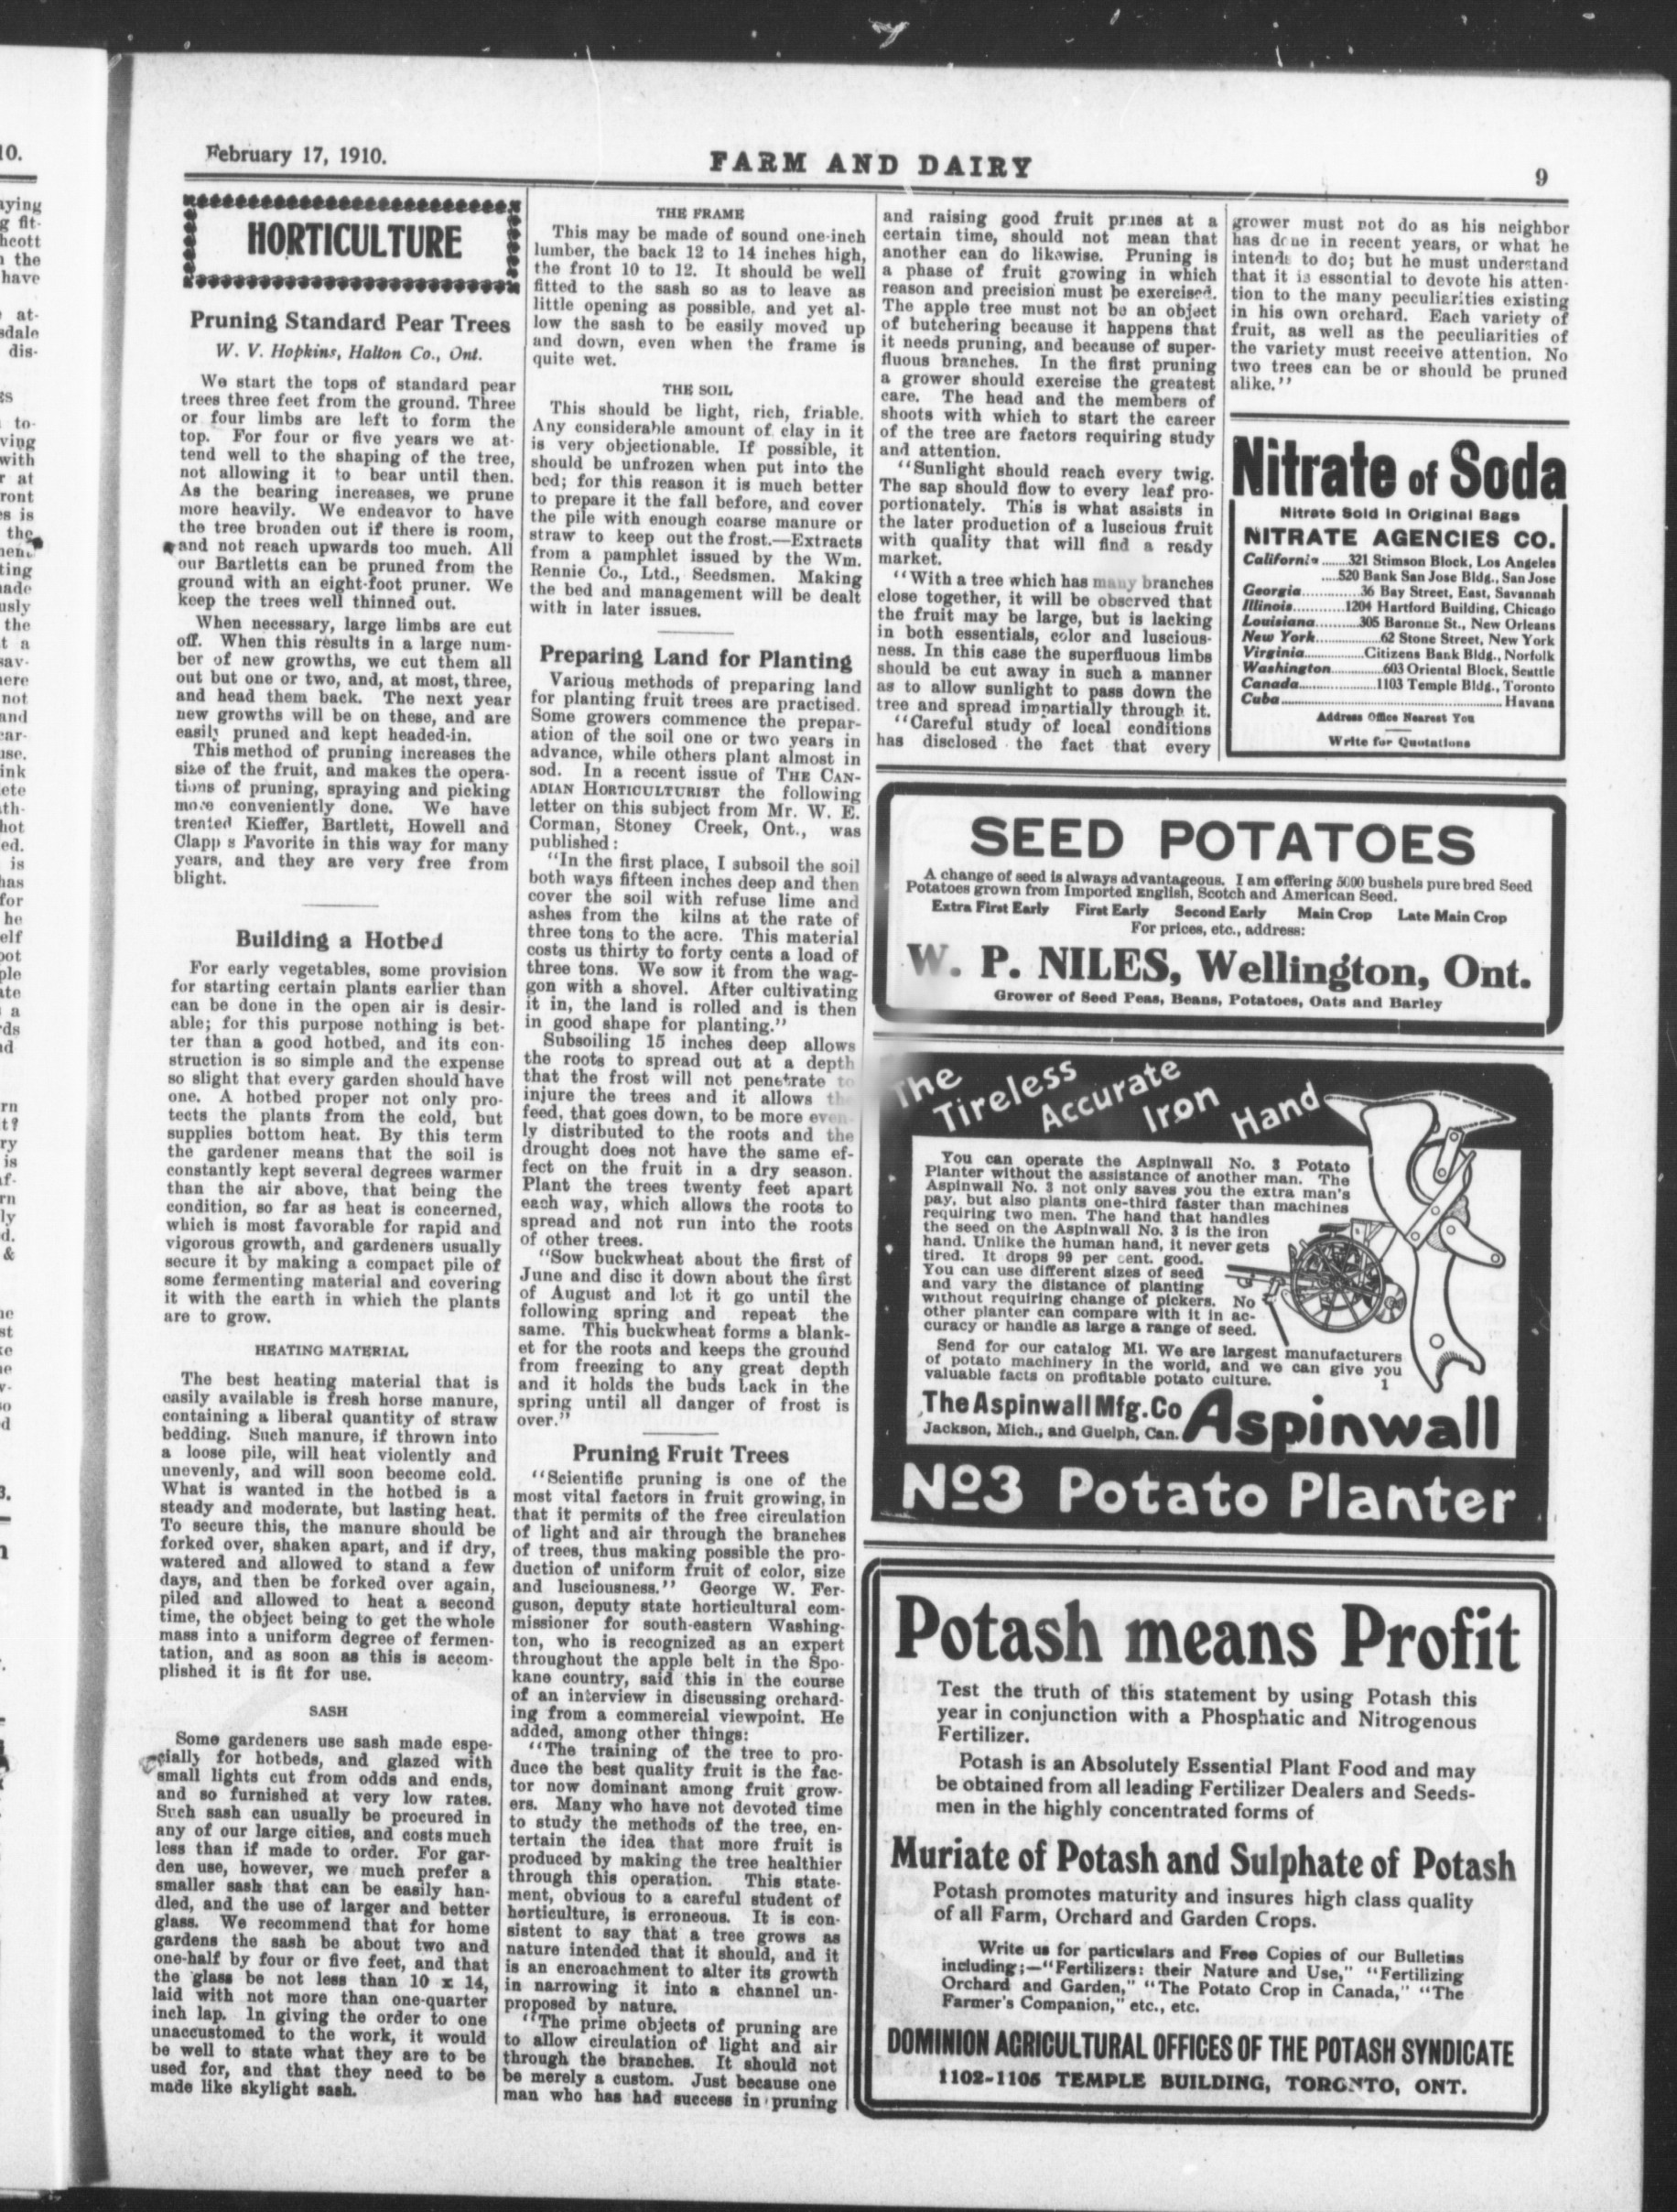 February 17, 1910.
FARM AND DAIRY
9
HORTICULTURE
Pruning Standard Pear Trees
W. V. Hopkins, Halton Co., Ont.
We start the tops of standard pear
trees three feet from the ground. Three
or four limbs are left to form the
top. For four or five years we at-
tend well to the shaping of the tree,
not allowing it to bear until then.
As the bearing increases, we prune
more heavily. We endeavor to have
the tree broaden out if there is room,
and not reach upwards too much. All
our Bartletts can be pruned from the
ground with an eight-foot pruner. We
keep the trees well thinned out.
When necessary, large limbs are cut
off. When this results in a large num-
ber of new growths, we cut them all
out but one or two, and, at most, three,
and head them back. The next year
new growths will be on these, and are
easily pruned and kept headed-in.
This method of pruning increases the
size of the fruit, and makes the opera-
tions of pruning, spraying and picking
more conveniently done. We have
treated Kieffer, Bartlett, Howell and
Clapp s Favorite in this way for many
years, and they are very free from
blight.
Building a Hotbed
For early vegetables, some provision
for starting certain plants earlier than
can be done in the open air is desir-
able; for this purpose nothing is bet-
ter than a good hotbed, and its con-
struction is so simple and the expense
so slight that every garden should have
one. A hotbed proper not only pro-
tects the plants from the cold, but
supplies bottom heat. By this term
the gardener means that the soil is
constantly kept several degrees warmer
than the air above, that being the
condition, so far as heat is concerned,
which is most favorable for rapid and
vigorous growth, and gardeners usually
secure it by making a compact pile of
some fermenting material and covering
it with the earth in which the plants
are to grow.
HEATING MATERIAL
The best heating material that is
easily available is fresh horse manure,
containing a liberal quantity of straw
bedding. Such manure, if thrown into
a loose pile, will heat violently and
unevenly, and will soon become cold.
What is wanted in the hotbed is a
steady and moderate, but lasting heat.
To secure this, the manure should be
forked over, shaken apart, and if dry,
watered and allowed to stand a few
days, and then be forked over again,
piled and allowed to heat a second
time, the object being to get the whole
mass into a uniform degree of fermen-
tation, and as soon as this is accom-
plished it is fit for use.
SASH
Some gardeners use sash made espe-
cially for hotbeds, and glazed with
small lights cut from odds and ends,
and so furnished at very low rates.
Such sash can usually be procured in
any of our large cities, and costs much
less than if made to order. For gar-
den use, however, we much prefer a
smaller sash that can be easily han-
dled, and the use of larger and better
glass. We recommend that for home
gardens the sash be about two and
one-half by four or five feet, and that
the glass be not less than 10 x 14,
laid with not more than one-quarter
inch lap. In giving the order to one
unaccustomed to the work, it would
be well to state what they are to be
used for, and that they need to be
made like skylight sash.
THE FRAME
This may be made of sound one-inch
lumber, the back 12 to 14 inches high,
the front 10 to 12. It should be well
fitted to the sash so as to leave as
little opening as possible, and yet al-
low the sash to be easily moved up
and down, even when the frame is
quite wet.
THE SOIL
This should be light, rich, friable.
Any considerable amount of clay in it
is very objectionable. If possible, it
should be unfrozen when put into the
bed; for this reason it is much better
to prepare it the fall before, and cover
the pile with enough coarse manure or
straw to keep out the frost.—Extracts
from a pamphlet issued by the Wm.
Rennie Co., Ltd., Seedsmen. Making
the bed and management will be dealt
with in later issues.
Preparing Land for Planting
Various methods of preparing land
for planting fruit trees are practised.
Some growers commence the prepar-
ation of the soil one or two years in
advance, while others plant almost in
sod. In a recent issue of THE CAN-
ADIAN HORTICULTURIST the following
letter on this subject from Mr. W. E.
Corman, Stoney Creek, Ont., was
published:
"In the first place, I subsoil the soil
both ways fifteen inches deep and then
cover the soil with refuse lime and
ashes from the kilns at the rate of
three tons to the acre. This material
costs us thirty to forty cents a load of
three tons. We sow it from the wag-
gon with a shovel. After cultivating
it in, the land is rolled and is then
in good shape for planting."
Subsoiling 15 inches deep allows
the roots to spread out at a depth
that the frost will not penetrate to
injure the trees and it allows the
feed, that goes down, to be more even-
ly distributed to the roots and the
drought does not have the same ef-
fect on the fruit in a dry season.
Plant the trees twenty feet apart
each way, which allows the roots to
spread and not run into the roots
of other trees.
"Sow buckwheat about the first of
June and disc it down about the first
of August and let it go until the
following spring and repeat the
same. This buckwheat forms a blank-
et for the roots and keeps the ground
from freezing to any great depth
and it holds the buds back in the
spring until all danger of frost is
over."
Pruning Fruit Trees
"Scientific pruning is one of the
most vital factors in fruit growing, in
that it permits of the free circulation
of light and air through the branches
of trees, thus making possible the pro-
duction of uniform fruit of color, size
and lusciousness." George W. Fer-
guson, deputy state horticultural com-
missioner for south-eastern Washing-
ton, who is recognized as an expert
throughout the apple belt in the Spo-
kane country, said this in the course
of an interview in discussing orchard-
ing from a commercial viewpoint. He
added, among other things:
"The training of the tree to pro-
duce the best quality fruit is the fac-
tor now dominant among fruit grow-
ers. Many who have not devoted time
to study the methods of the tree, en-
tertain the idea that more fruit is
produced by making the tree healthier
through this operation. This state-
ment, obvious to a careful student of
horticulture, is erroneous. It is con-
sistent to say that a tree grows as
nature intended that it should, and it
is an encroachment to alter its growth
in narrowing it into a channel un-
proposed by nature.
"The prime objects of pruning are
to allow circulation of light and air
through the branches. It should not
be merely a custom. Just because one
man who has had success in pruning
and raising good fruit prunes at a
certain time, should not mean that
another can do likewise. Pruning is
a phase of fruit growing in which
reason and precision must be exercised.
The apple tree must not be an object
of butchering because it happens that
it needs pruning, and because of super-
fluous branches. In the first pruning
a grower should exercise the greatest
care. The head and the members of
shoots with which to start the career
of the tree are factors requiring study
and attention.
"Sunlight should reach every twig.
The sap should flow to every leaf pro-
portionately. This is what assists in
the later production of a luscious fruit
with quality that will find a ready
market.
"With a tree which has many branches
close together, it will be observed that
the fruit may be large, but is lacking
in both essentials, color and luscious-
ness. In this case the superfluous limbs
should be cut away in such a manner
as to allow sunlight to pass down the
tree and spread impartially through it.
"Careful study of local conditions
has disclosed the fact that every
grower must not do as his neighbor
has done in recent years, or what he
intends to do; but he must understand
that it is essential to devote his atten-
tion to the many peculiarities existing
in his own orchard. Each variety of
fruit, as well as the peculiarities of
the variety must receive attention. No
two trees can be or should be pruned
alike."
Nitrate of Soda
Nitrate Sold in Original Bags
NITRATE AGENCIES CO.
California.......321 Stimson Block, Los Angeles
....520 Bank San Jose Bldg., San Jose
Georgia............36 Bay Street, East, Savannah
Illinois...........1204 Hartford Building, Chicago
Louisiana.........305 Baronne St., New Orleans
New York.............62 Stone Street, New York
Virginia............Citizens Bank Bldg., Norfolk
Washington..........603 Oriental Block, Seattle
Canada................1103 Temple Bldg., Toronto
Cuba.............................................. Havana
Address Office Nearest You
Write for Quotations
SEED POTATOES
A change of seed is always advantageous. I am offering 5000 bushels pure bred Seed
Potatoes grown from Imported English, Scotch and American Seed.
Extra First Early First Early Second Early Main Crop Late Main Crop
For prices, etc., address:
W. P. NILES, Wellington, Ont.
Grower of Seed Peas, Beans, Potatoes, Oats and Barley
The Tireless Accurate Iron Hand
You can operate the Aspinwall No. 3 Potato
Planter without the assistance of another man. The
Aspinwall No. 3 not only saves you the extra man's
pay, but also plants one-third faster than machines
requiring two men. The hand that handles
the seed on the Aspinwall No. 3 is the iron
hand. Unlike the human hand, it never gets
tired. It drops 99 per cent. good.
You can use different sizes of seed
and vary the distance of planting
without requiring change of pickers. No
other planter can compare with it in ac-
curacy or handle as large a range of seed.
Send for our catalog M1. We are largest manufacturers
of potato machinery in the world, and we can give you
valuable facts on profitable potato culture. 1
The Aspinwall Mfg. Co
Jackson, Mich., and Guelph, Can.
Aspinwall
No3 Potato Planter
Potash means Profit
Test the truth of this statement by using Potash this
year in conjunction with a Phosphatic and Nitrogenous
Fertilizer.
Potash is an Absolutely Essential Plant Food and may
be obtained from all leading Fertilizer Dealers and Seeds-
men in the highly concentrated forms of
Muriate of Potash and Sulphate of Potash
Potash promotes maturity and insures high class quality
of all Farm, Orchard and Garden Crops.
Write us for particulars and Free Copies of our Bulletins
including;—"Fertilizers: their Nature and Use," "Fertilizing
Orchard and Garden," "The Potato Crop in Canada," "The
Farmer's Companion," etc., etc.
DOMINION AGRICULTURAL OFFICES OF THE POTASH SYNDICATE
1102-1105 TEMPLE BUILDING, TORONTO, ONT.